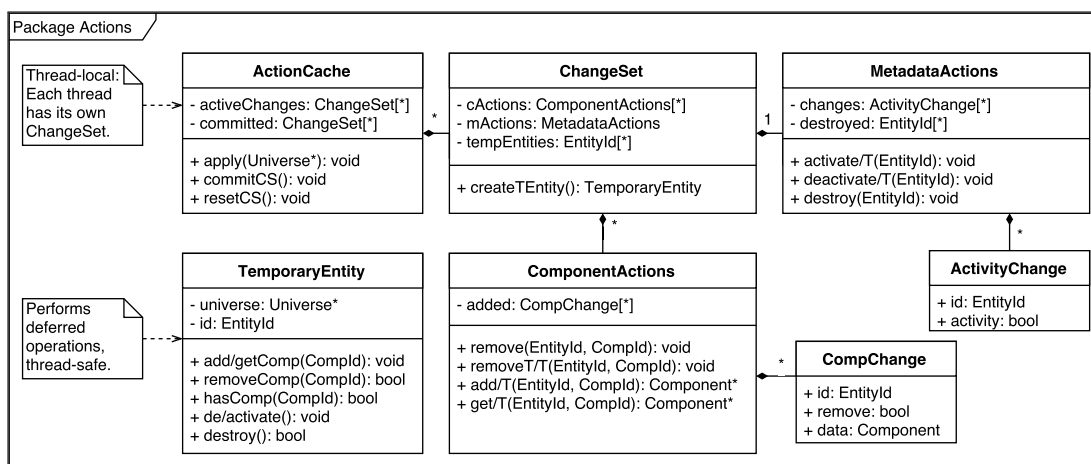 Package Actions
Thread-local:
Each thread
has its own
ChangeSet.
ActionCache
- activeChanges: ChangeSet[*]
- committed: ChangeSet[*]
+ apply(Universe*): void
+ commitCS(): void
+ resetCS(): void
*
ChangeSet
- cActions: ComponentActions[*]
- mActions: MetadataActions
- tempEntities: EntityId[*]
+ createTEntity(): TemporaryEntity
1
MetadataActions
- changes: ActivityChange[*]
- destroyed: EntityId[*]
+ activate/T(EntityId): void
+ deactivate/T(EntityId): void
+ destroy(EntityId): void
*
*
ActivityChange
+ id: EntityId
+ activity: bool
Performs
deferred
operations,
thread-safe.
TemporaryEntity
- universe: Universe*
- id: EntityId
+ add/getComp(CompId): void
+ removeComp(CompId): bool
+ hasComp(CompId): bool
+ de/activate(): void
+ destroy(): bool
ComponentActions
- added: CompChange[*]
+ remove(EntityId, CompId): void
+ removeT/T(EntityId, CompId): void
+ add/T(EntityId, CompId): Component*
+ get/T(EntityId, CompId): Component*
*
CompChange
+ id: EntityId
+ remove: bool
+ data: Component